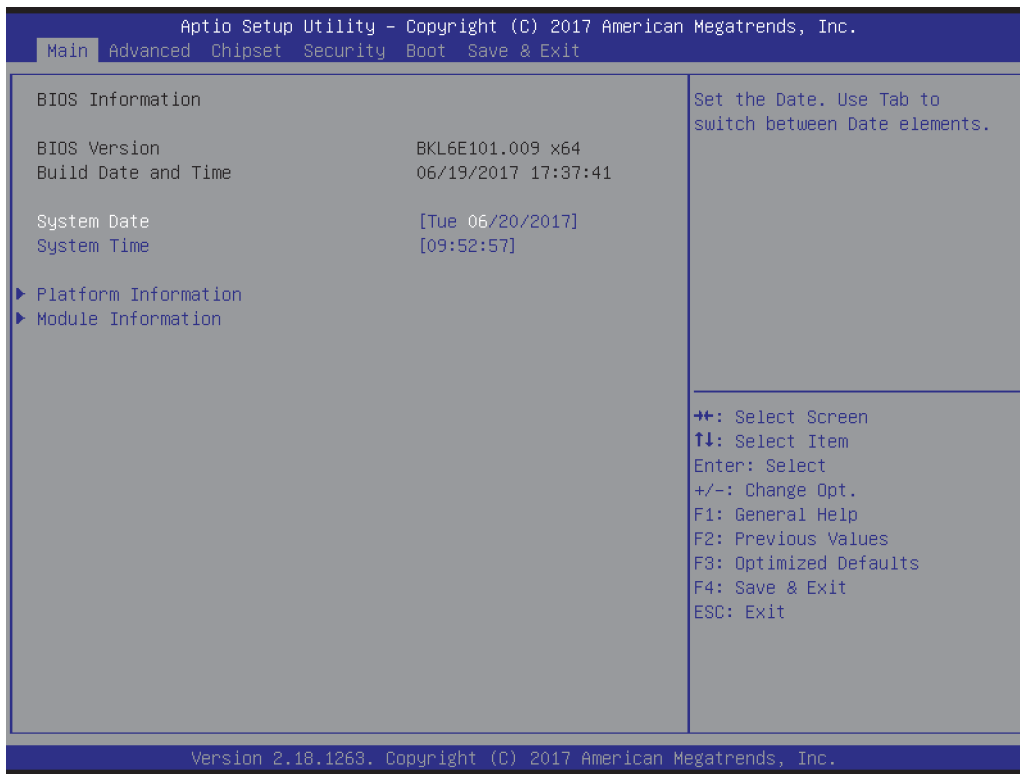 Aptio Setup Utility – Copyright (C) 2017 American Megatrends, Inc.
Main Advanced Chipset Security Boot Save & Exit
BIOS Information
BIOS Version BKL6E101.009 x64
Build Date and Time 06/19/2017 17:37:41
System Date [Tue 06/20/2017]
System Time [09:52:57]
▶ Platform Information
▶ Module Information
Set the Date. Use Tab to
switch between Date elements.
→←: Select Screen
↑↓: Select Item
Enter: Select
+/-: Change Opt.
F1: General Help
F2: Previous Values
F3: Optimized Defaults
F4: Save & Exit
ESC: Exit
Version 2.18.1263. Copyright (C) 2017 American Megatrends, Inc.